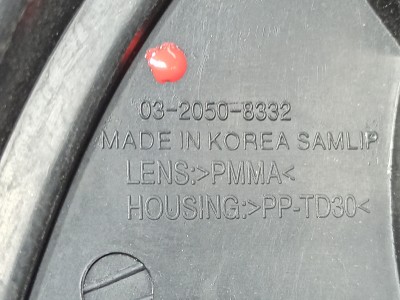 03-2050-8332
MADE IN KOREA SAMLIP
LENS:>PMMA<
HOUSING:>PP-TD30<